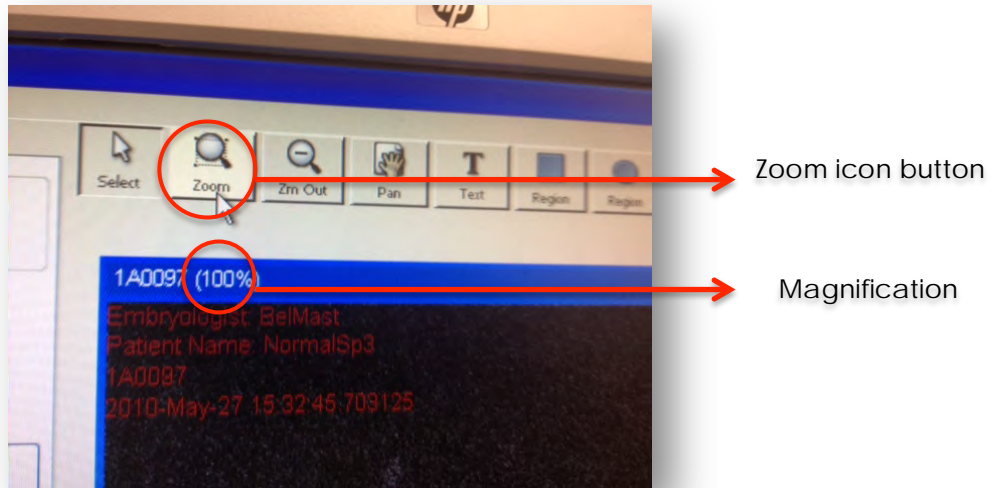 hp
Select Zoom Zm Out Pan Text Region Region
Zoom icon button
1A0097 (100%)
Magnification
Embryologist: BelMast
Patient Name: NormalSp3
1A0097
2010-May-27 15:32:45.703125